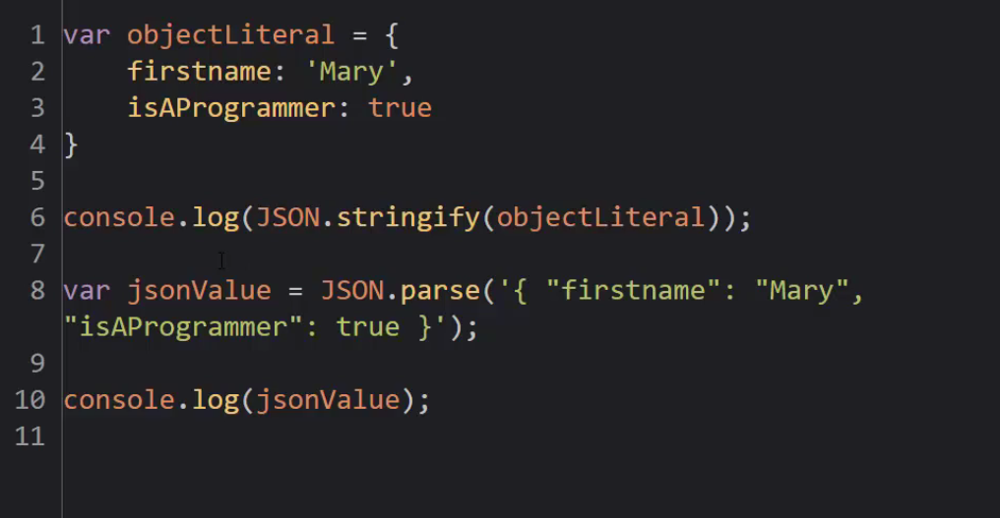 1 var objectLiteral = {
2     firstname: 'Mary',
3     isAProgrammer: true
4 }
5
6 console.log(JSON.stringify(objectLiteral));
7
8 var jsonValue = JSON.parse('{ "firstname": "Mary",
"isAProgrammer": true }');
9
10 console.log(jsonValue);
11